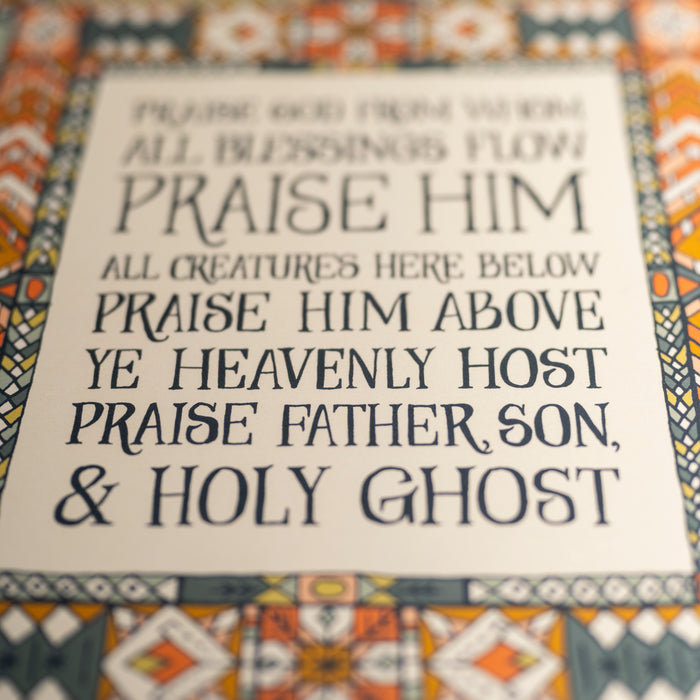 PRAISE GOD FROM WHOM
ALL BLESSINGS FLOW
PRAISE HIM
ALL CREATURES HERE BELOW
PRAISE HIM ABOVE
YE HEAVENLY HOST
PRAISE FATHER, SON,
& HOLY GHOST